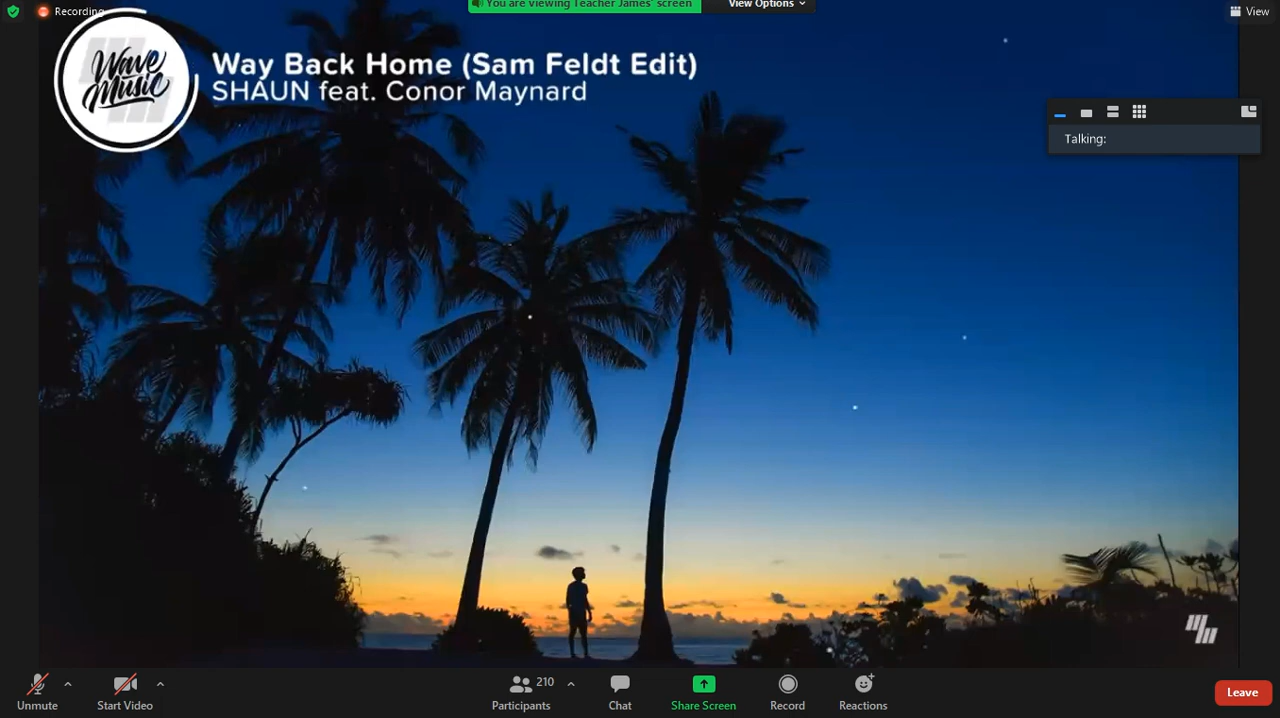 Recording
You are viewing Teacher James' screen
View Options
View
Wave
Music
Way Back Home (Sam Feldt Edit)
SHAUN feat. Conor Maynard
Talking:
Unmute
Start Video
210
Participants
Chat
Share Screen
Record
Reactions
Leave